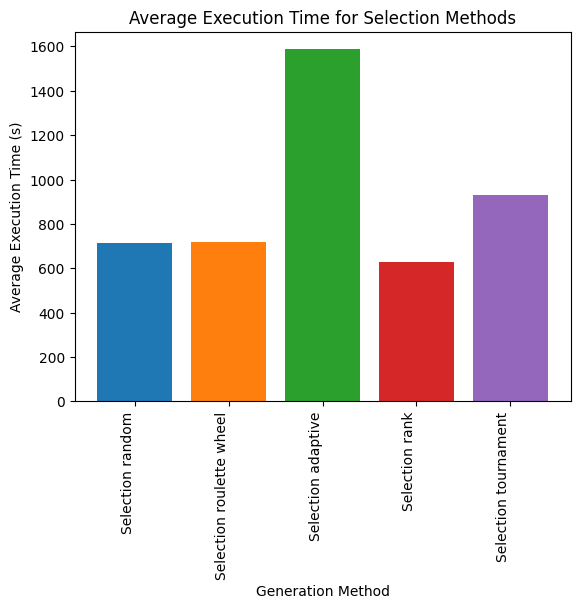 Average Execution Time for Selection Methods
Average Execution Time (s)
1600
1400
1200
1000
800
600
400
200
0
Selection random
Selection roulette wheel
Selection adaptive
Selection rank
Selection tournament
Generation Method